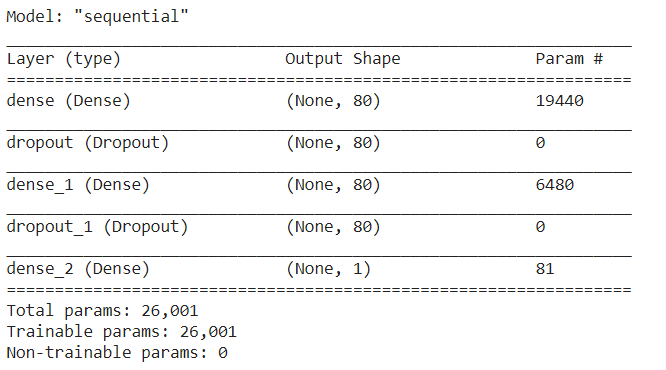 Model: "sequential"
_________________________________________________________________
Layer (type)                 Output Shape              Param #
=================================================================
dense (Dense)                (None, 80)                19440
_________________________________________________________________
dropout (Dropout)            (None, 80)                0
_________________________________________________________________
dense_1 (Dense)              (None, 80)                6480
_________________________________________________________________
dropout_1 (Dropout)          (None, 80)                0
_________________________________________________________________
dense_2 (Dense)              (None, 1)                 81
=================================================================
Total params: 26,001
Trainable params: 26,001
Non-trainable params: 0